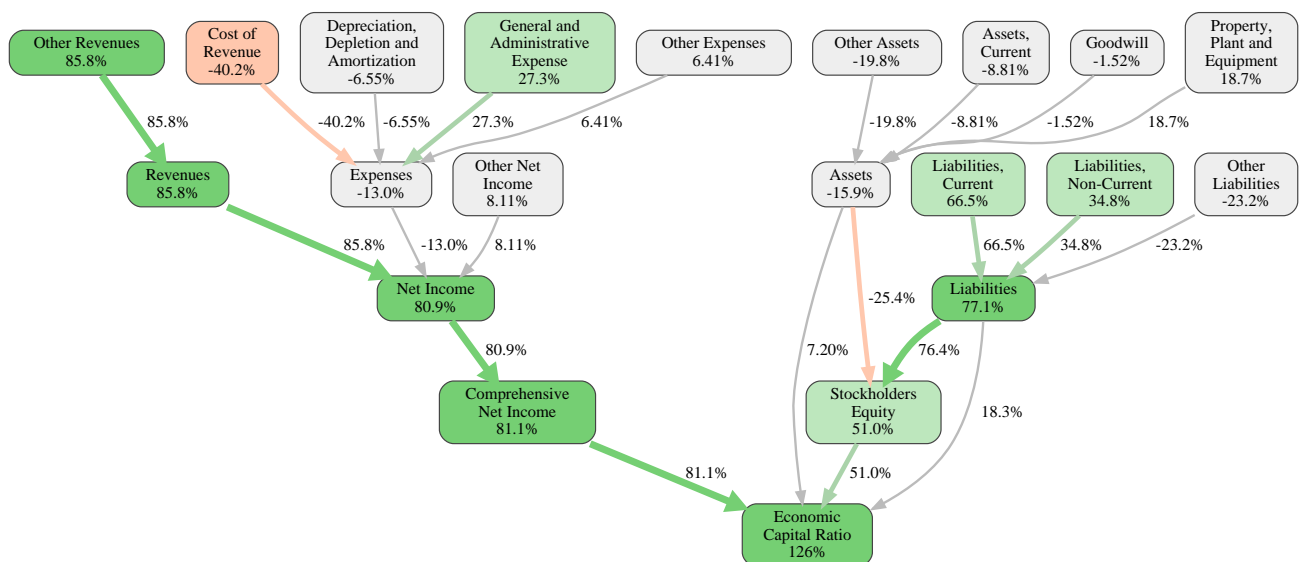 Other Revenues
85.8%
Cost of
Revenue
-40.2%
Depreciation,
Depletion and
Amortization
-6.55%
General and
Administrative
Expense
27.3%
Other Expenses
6.41%
Other Assets
-19.8%
Assets,
Current
-8.81%
Goodwill
-1.52%
Property,
Plant and
Equipment
18.7%
85.8%
-40.2%
-6.55%
27.3%
6.41%
-19.8%
-8.81%
-1.52%
18.7%
Revenues
85.8%
Expenses
-13.0%
Other Net
Income
8.11%
Assets
-15.9%
Liabilities,
Current
66.5%
Liabilities,
Non-Current
34.8%
Other
Liabilities
-23.2%
85.8%
-13.0%
8.11%
66.5%
34.8%
-23.2%
Net Income
80.9%
-25.4%
Liabilities
77.1%
80.9%
7.20%
76.4%
Comprehensive
Net Income
81.1%
Stockholders
Equity
51.0%
18.3%
81.1%
51.0%
Economic
Capital Ratio
126%